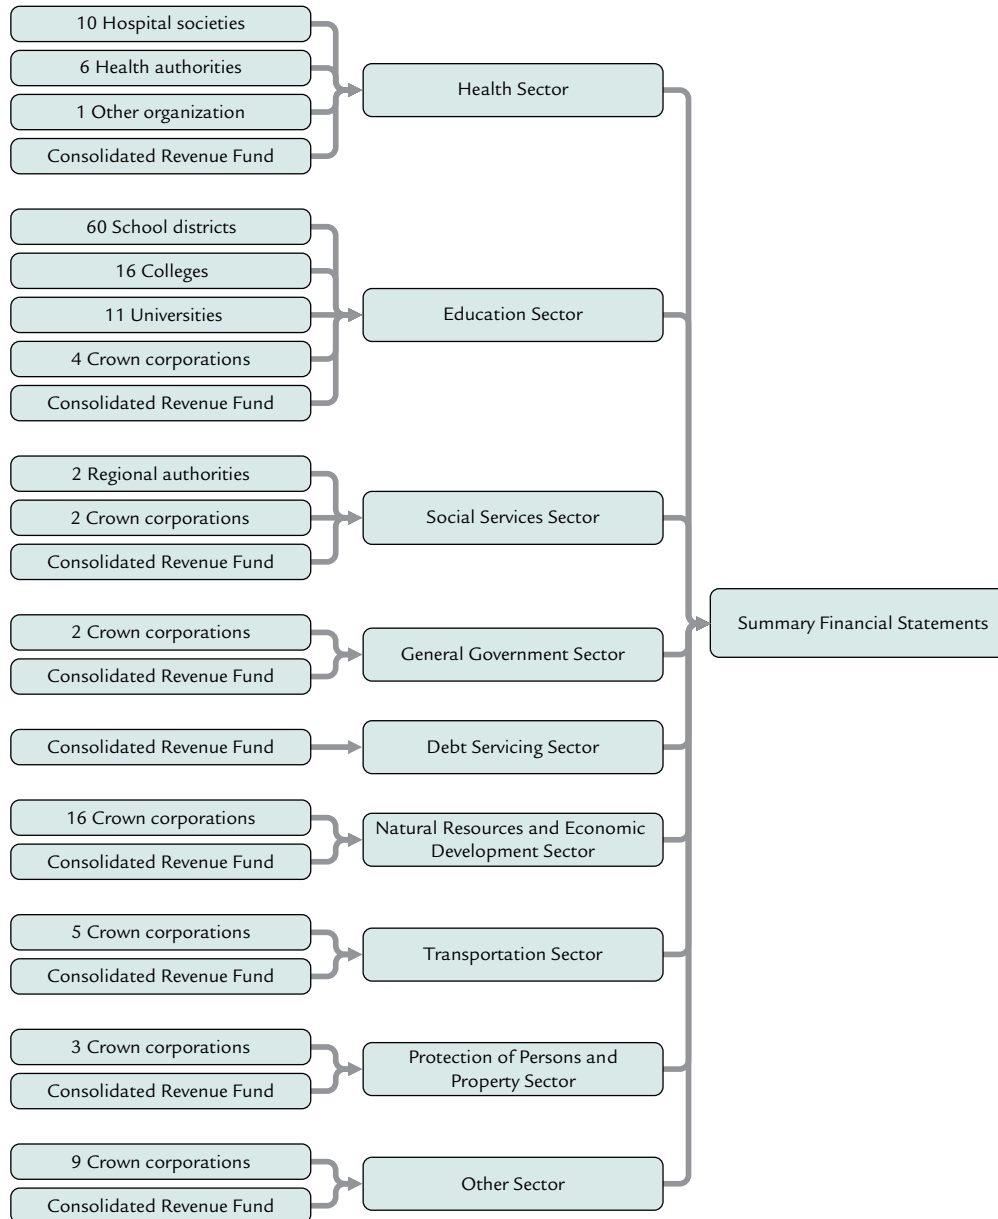 10 Hospital societies
6 Health authorities
1 Other organization
Consolidated Revenue Fund
Health Sector
60 School districts
16 Colleges
11 Universities
4 Crown corporations
Consolidated Revenue Fund
Education Sector
2 Regional authorities
2 Crown corporations
Consolidated Revenue Fund
Social Services Sector
2 Crown corporations
Consolidated Revenue Fund
General Government Sector
Consolidated Revenue Fund
Debt Servicing Sector
16 Crown corporations
Consolidated Revenue Fund
Natural Resources and Economic
Development Sector
5 Crown corporations
Consolidated Revenue Fund
Transportation Sector
3 Crown corporations
Consolidated Revenue Fund
Protection of Persons and
Property Sector
9 Crown corporations
Consolidated Revenue Fund
Other Sector
Summary Financial Statements